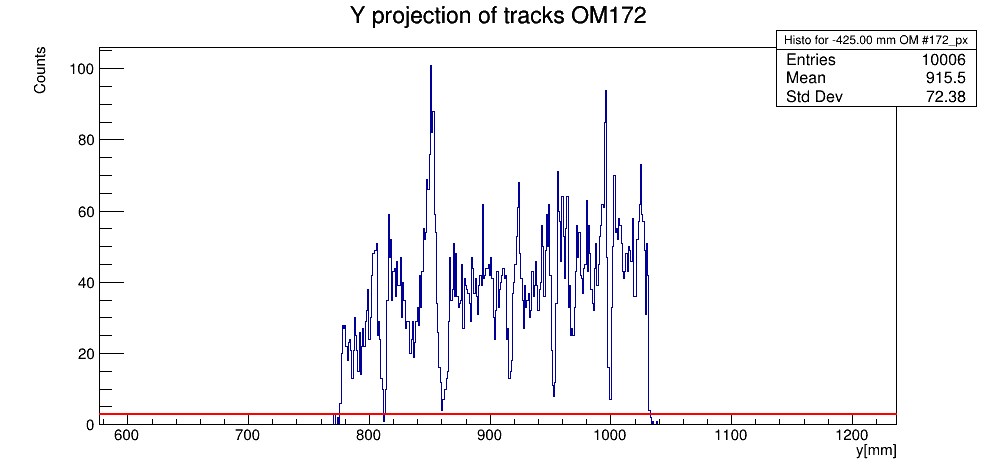 Y projection of tracks OM172
Histo for -425.00 mm OM #172_px
Entries 10006
Mean 915.5
Std Dev 72.38
Counts
100
80
60
40
20
0
600 700 800 900 1000 1100 1200
y[mm]